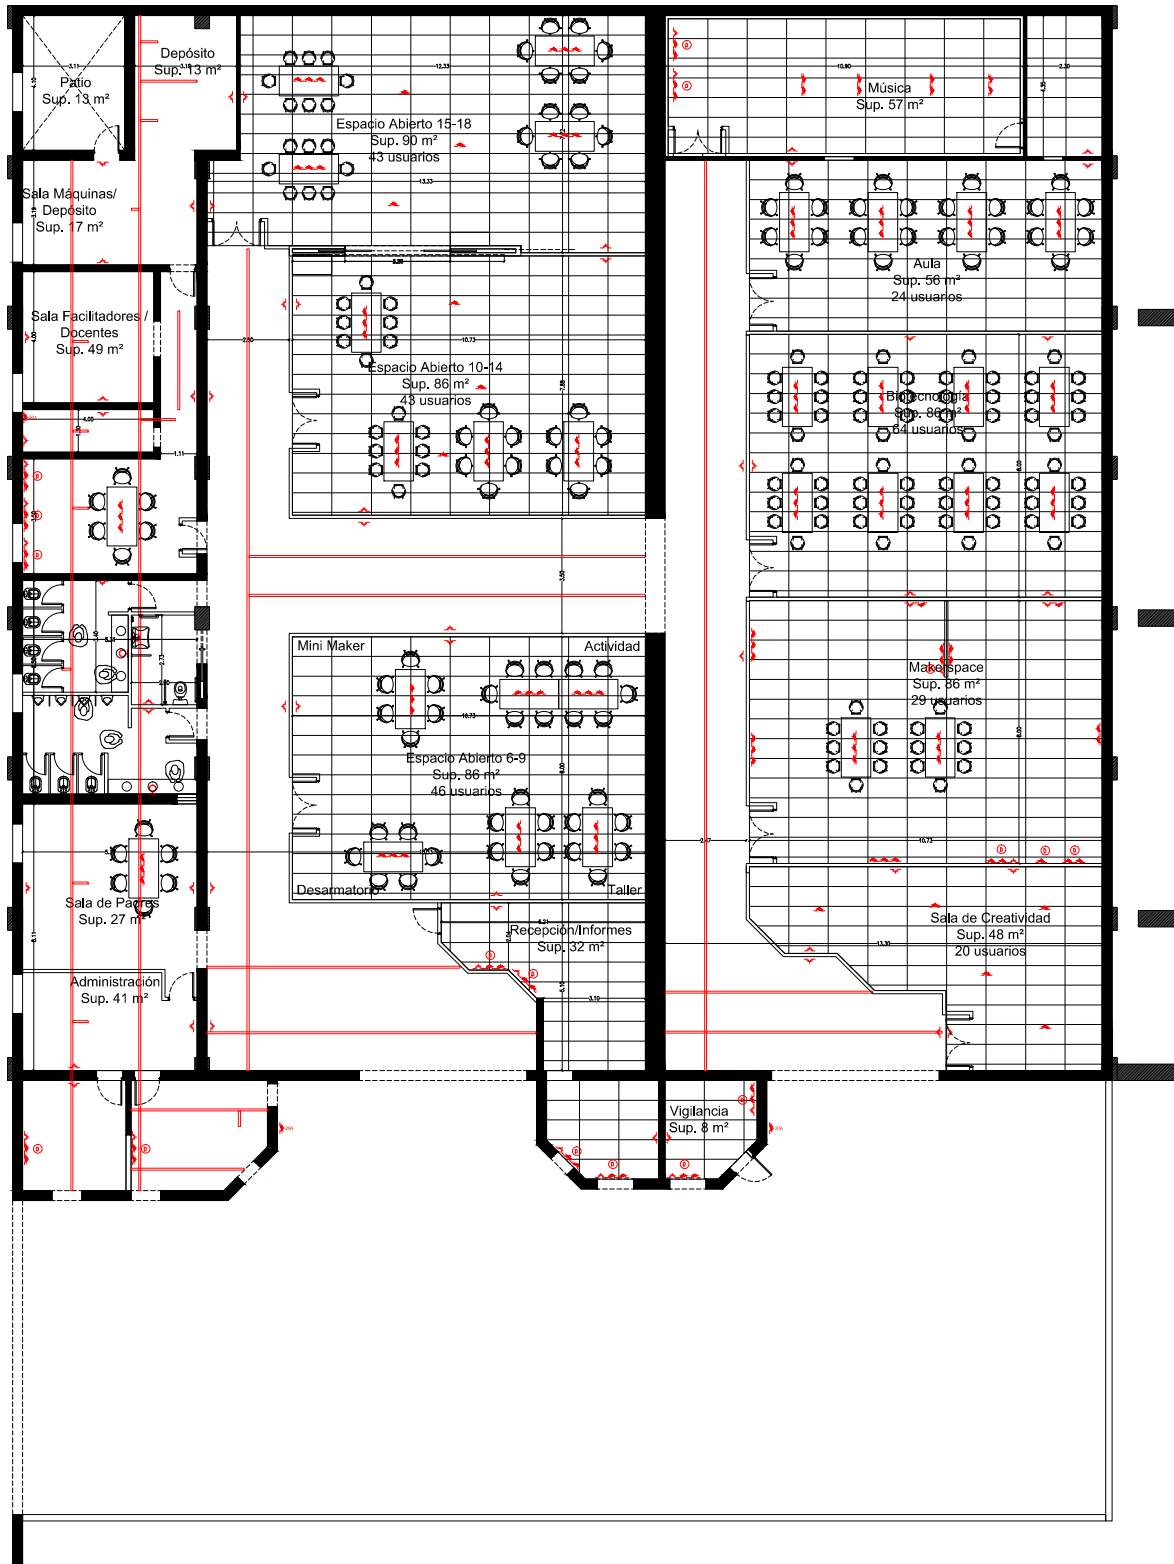 Patio
Sup. 13 m²
Depósito
Sup. 13 m²
Espacio Abierto 15-18
Sup. 90 m²
43 usuarios
Música
Sup. 57 m²
Sala Máquinas/
Depósito
Sup. 17 m²
Aula
Sup. 56 m²
24 usuarios
Sala Facilitadores /
Docentes
Sup. 49 m²
Espacio Abierto 10-14
Sup. 86 m²
43 usuarios
Biotecnología
Sup. 86 m²
64 usuarios
Mini Maker
Actividad
Makerspace
Sup. 86 m²
29 usuarios
Espacio Abierto 6-9
Sup. 86 m²
46 usuarios
Desarmatorio
Taller
Sala de Padres
Sup. 27 m²
Recepción/Informes
Sup. 32 m²
Sala de Creatividad
Sup. 48 m²
20 usuarios
Administración
Sup. 41 m²
Vigilancia
Sup. 8 m²